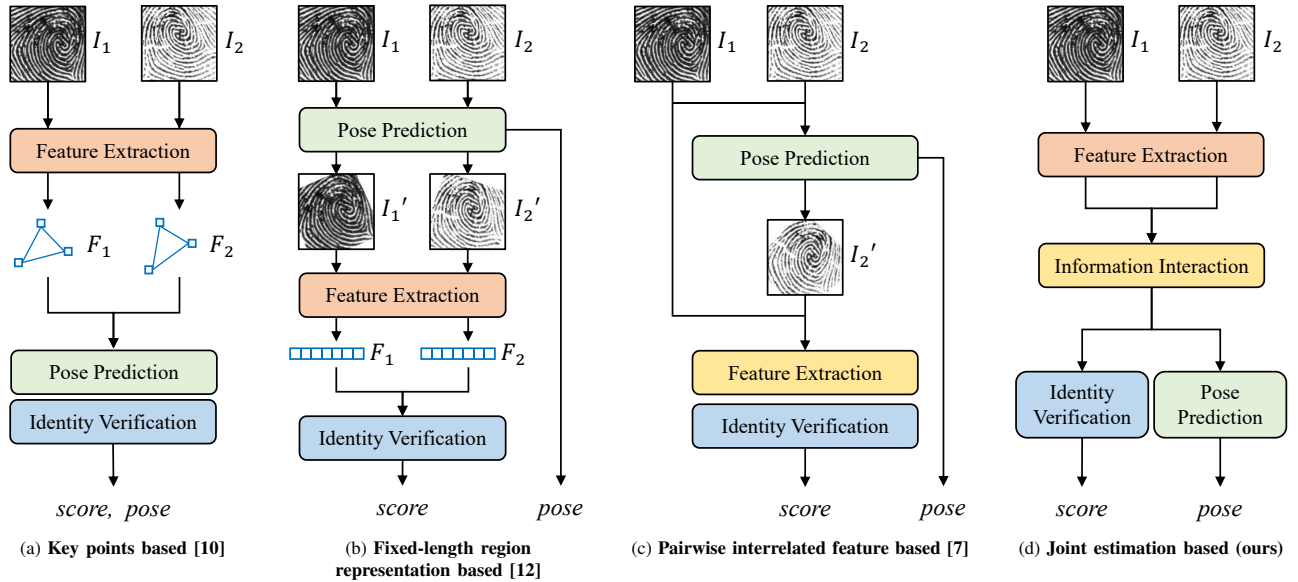 I₁
I₂
Feature Extraction
F₁
F₂
Pose Prediction
Identity Verification
score, pose
(a) Key points based [10]
I₁
I₂
Pose Prediction
I₁′
I₂′
Feature Extraction
F₁
F₂
Identity Verification
score
pose
(b) Fixed-length region
representation based [12]
I₁
I₂
Pose Prediction
I₂′
Feature Extraction
Identity Verification
score
pose
(c) Pairwise interrelated feature based [7]
I₁
I₂
Feature Extraction
Information Interaction
Identity
Verification
Pose
Prediction
score
pose
(d) Joint estimation based (ours)